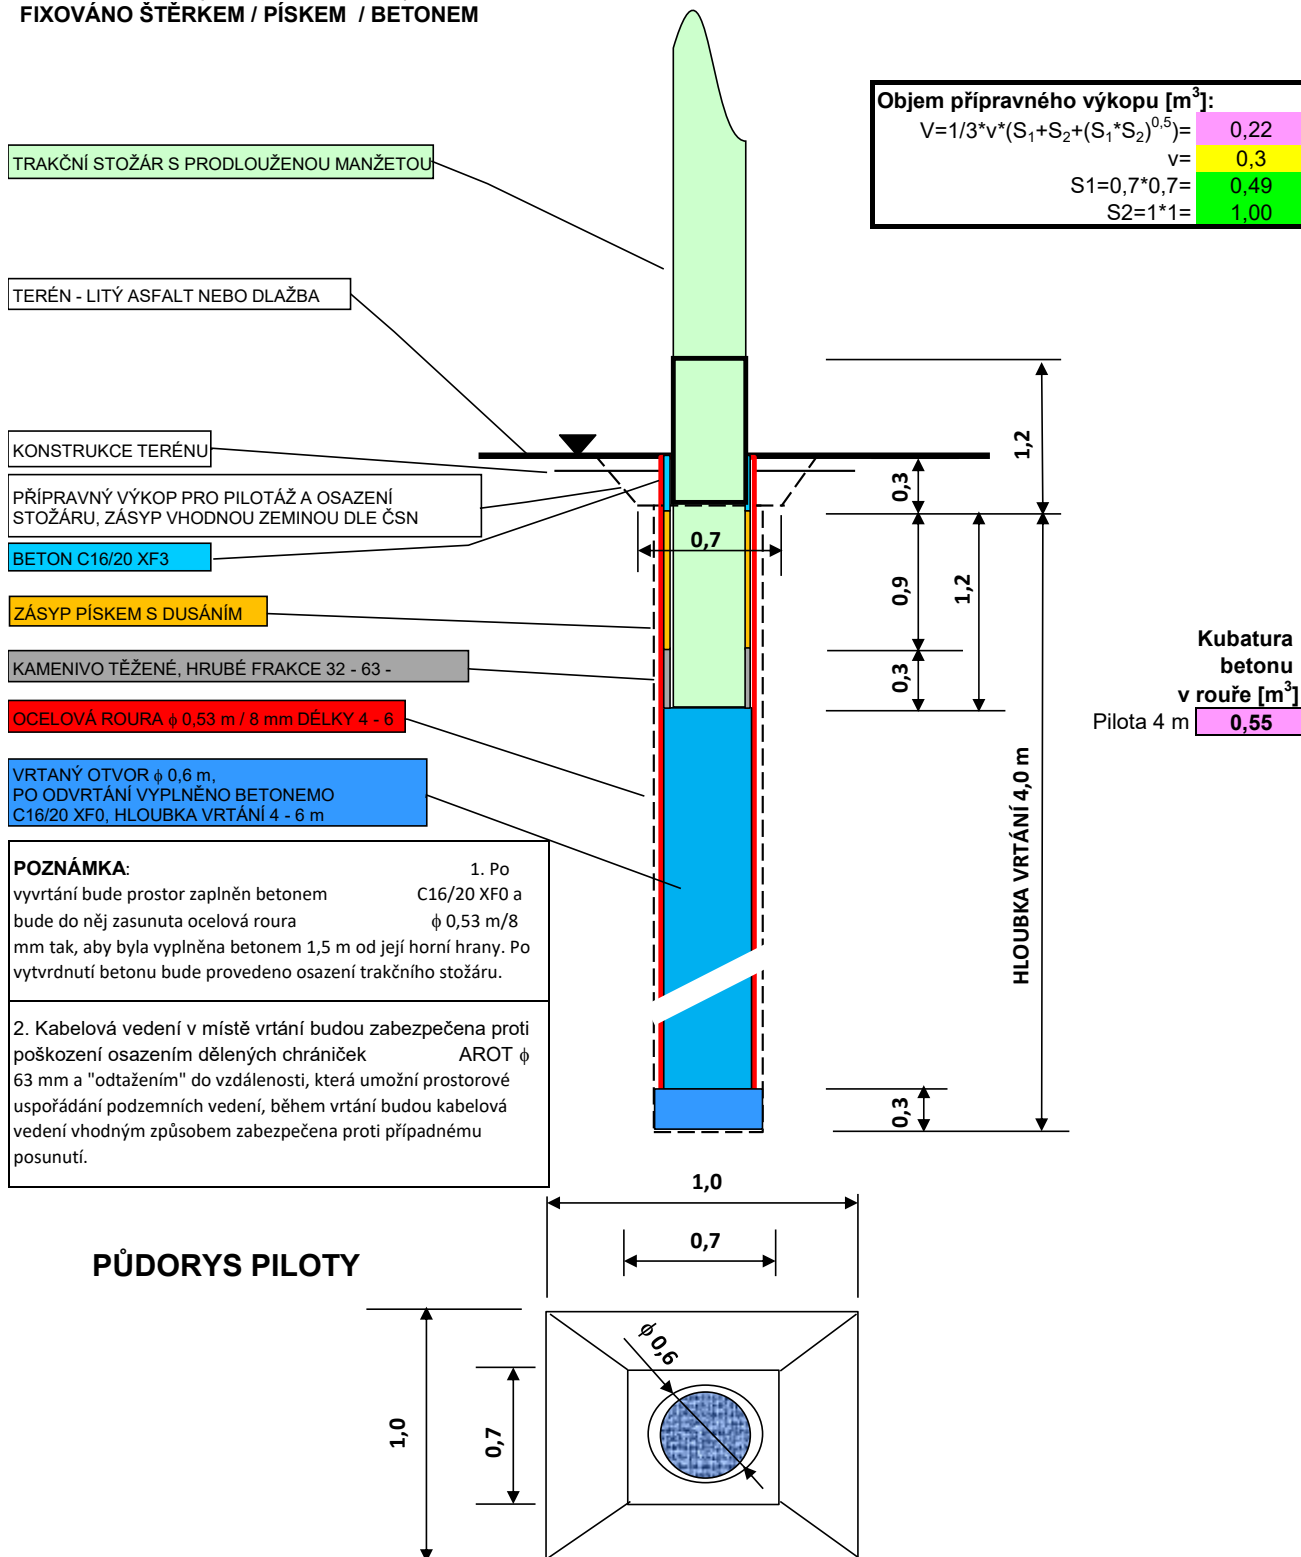 FIXOVÁNO ŠTĚRKEM / PÍSKEM / BETONEM
Objem přípravného výkopu [m³]:
V=1/3*v*(S₁+S₂+(S₁*S₂)⁰,⁵)= 0,22
v= 0,3
S1=0,7*0,7= 0,49
S2=1*1= 1,00
TRAKČNÍ STOŽÁR S PRODLOUŽENOU MANŽETOU
TERÉN - LITÝ ASFALT NEBO DLAŽBA
KONSTRUKCE TERÉNU
PŘÍPRAVNÝ VÝKOP PRO PILOTÁŽ A OSAZENÍ
STOŽÁRU, ZÁSYP VHODNOU ZEMINOU DLE ČSN
BETON C16/20 XF3
ZÁSYP PÍSKEM S DUSÁNÍM
KAMENIVO TĚŽENÉ, HRUBÉ FRAKCE 32 - 63 -
OCELOVÁ ROURA ϕ 0,53 m / 8 mm DÉLKY 4 - 6
VRTANÝ OTVOR ϕ 0,6 m,
PO ODVRTÁNÍ VYPLNĚNO BETONEMO
C16/20 XF0, HLOUBKA VRTÁNÍ 4 - 6 m
1,2
0,3
0,7
0,9
1,2
0,3
HLOUBKA VRTÁNÍ 4,0 m
0,3
Kubatura
betonu
v rouře [m³]
Pilota 4 m 0,55
POZNÁMKA: 1. Po
vyvrtání bude prostor zaplněn betonem C16/20 XF0 a
bude do něj zasunuta ocelová roura ϕ 0,53 m/8
mm tak, aby byla vyplněna betonem 1,5 m od její horní hrany. Po
vytvrdnutí betonu bude provedeno osazení trakčního stožáru.
2. Kabelová vedení v místě vrtání budou zabezpečena proti
poškození osazením dělených chrániček AROT ϕ
63 mm a "odtažením" do vzdálenosti, která umožní prostorové
uspořádání podzemních vedení, během vrtání budou kabelová
vedení vhodným způsobem zabezpečena proti případnému
posunutí.
PŮDORYS PILOTY
1,0
0,7
ϕ 0,6
1,0
0,7